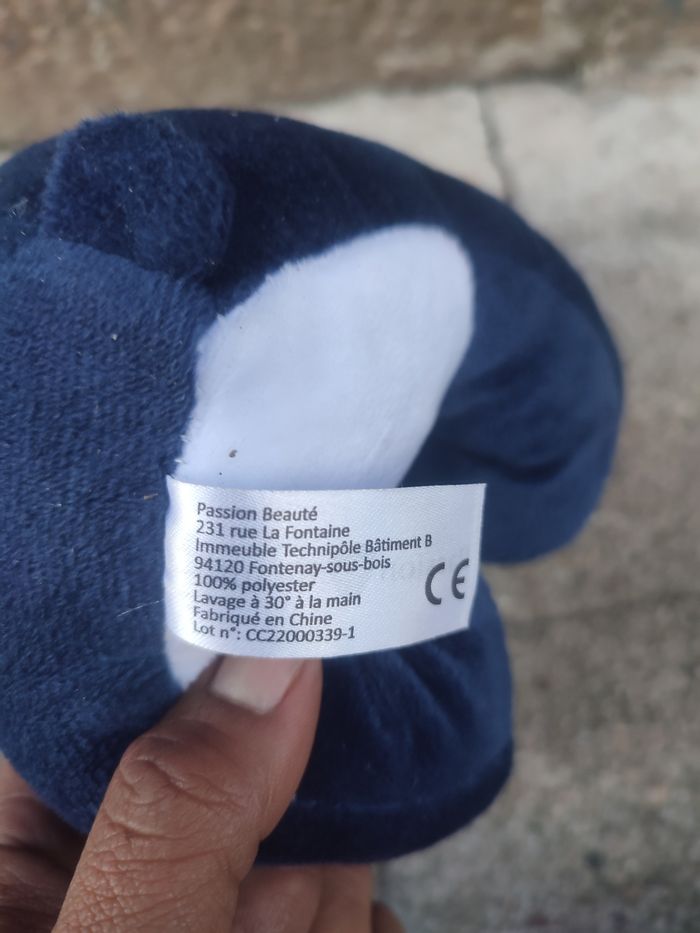 Passion Beauté
231 rue La Fontaine
Immeuble Technipôle Bâtiment B
94120 Fontenay-sous-bois
100% polyester
Lavage à 30° à la main
Fabriqué en Chine
Lot n°: CC22000339-1
CE